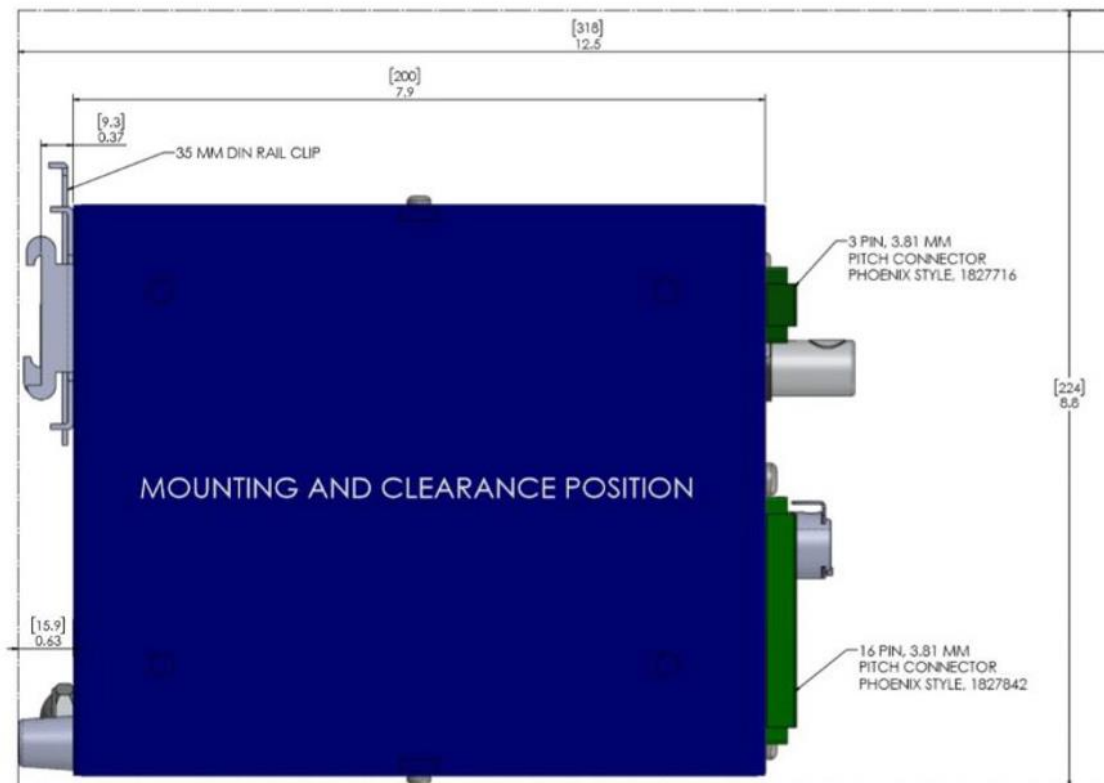 [318]
12.5
[200]
7.9
[9.3]
0.37
35 MM DIN RAIL CLIP
3 PIN, 3.81 MM
PITCH CONNECTOR
PHOENIX STYLE, 1827716
[224]
8.8
MOUNTING AND CLEARANCE POSITION
[15.9]
0.63
16 PIN, 3.81 MM
PITCH CONNECTOR
PHOENIX STYLE, 1827842